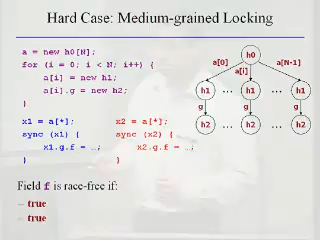 Hard Case: Medium-grained Locking
a = new h0[N];
for (i = 0; i < N; i++) {
a[i] = new h1;
a[i].g = new h2;
}
x1 = a[*];
sync (x1) {
x1.g.f = …;
}
x2 = a[*];
sync (x2) {
x2.g.f = …;
}
h0
a[0]
a[i]
a[N-1]
h1 … h1 … h1
g g g
h2 … h2 … h2
Field f is race-free if:
– true
– true